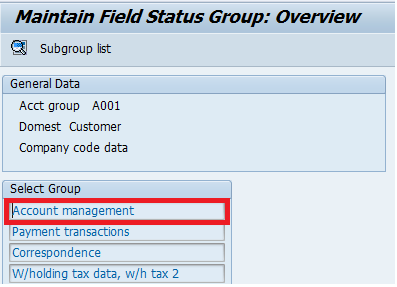 Maintain Field Status Group: Overview
Subgroup list
General Data
Acct group A001
Domest Customer
Company code data
Select Group
Account management
Payment transactions
Correspondence
W/holding tax data, w/h tax 2